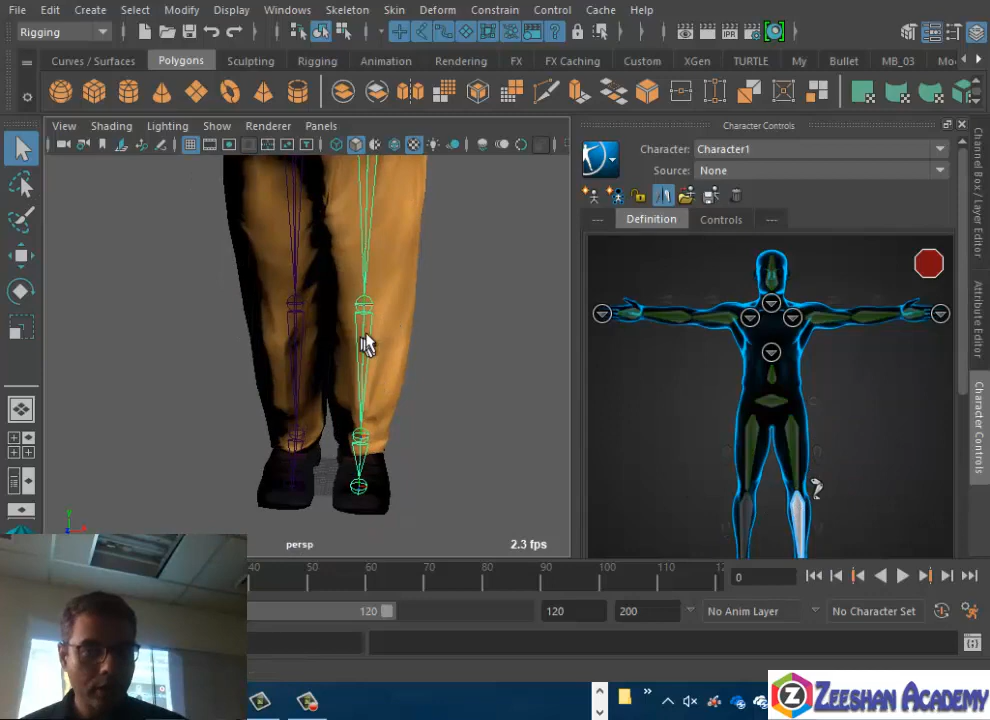 File Edit Create Select Modify Display Windows Skeleton Skin Deform Constrain Control Cache Help
Rigging
IPR
Curves / Surfaces Polygons Sculpting Rigging Animation Rendering FX FX Caching Custom XGen TURTLE My Bullet MB_03
View Shading Lighting Show Renderer Panels
Character Controls
Character: Character1
Source: None
--- Definition Controls ---
Channel Box / Layer Editor
Attribute Editor
Character Controls
persp 2.3 fps
40 50 60 70 80 90 100 110 0
120 120 200 No Anim Layer No Character Set
ZEESHAN ACADEMY